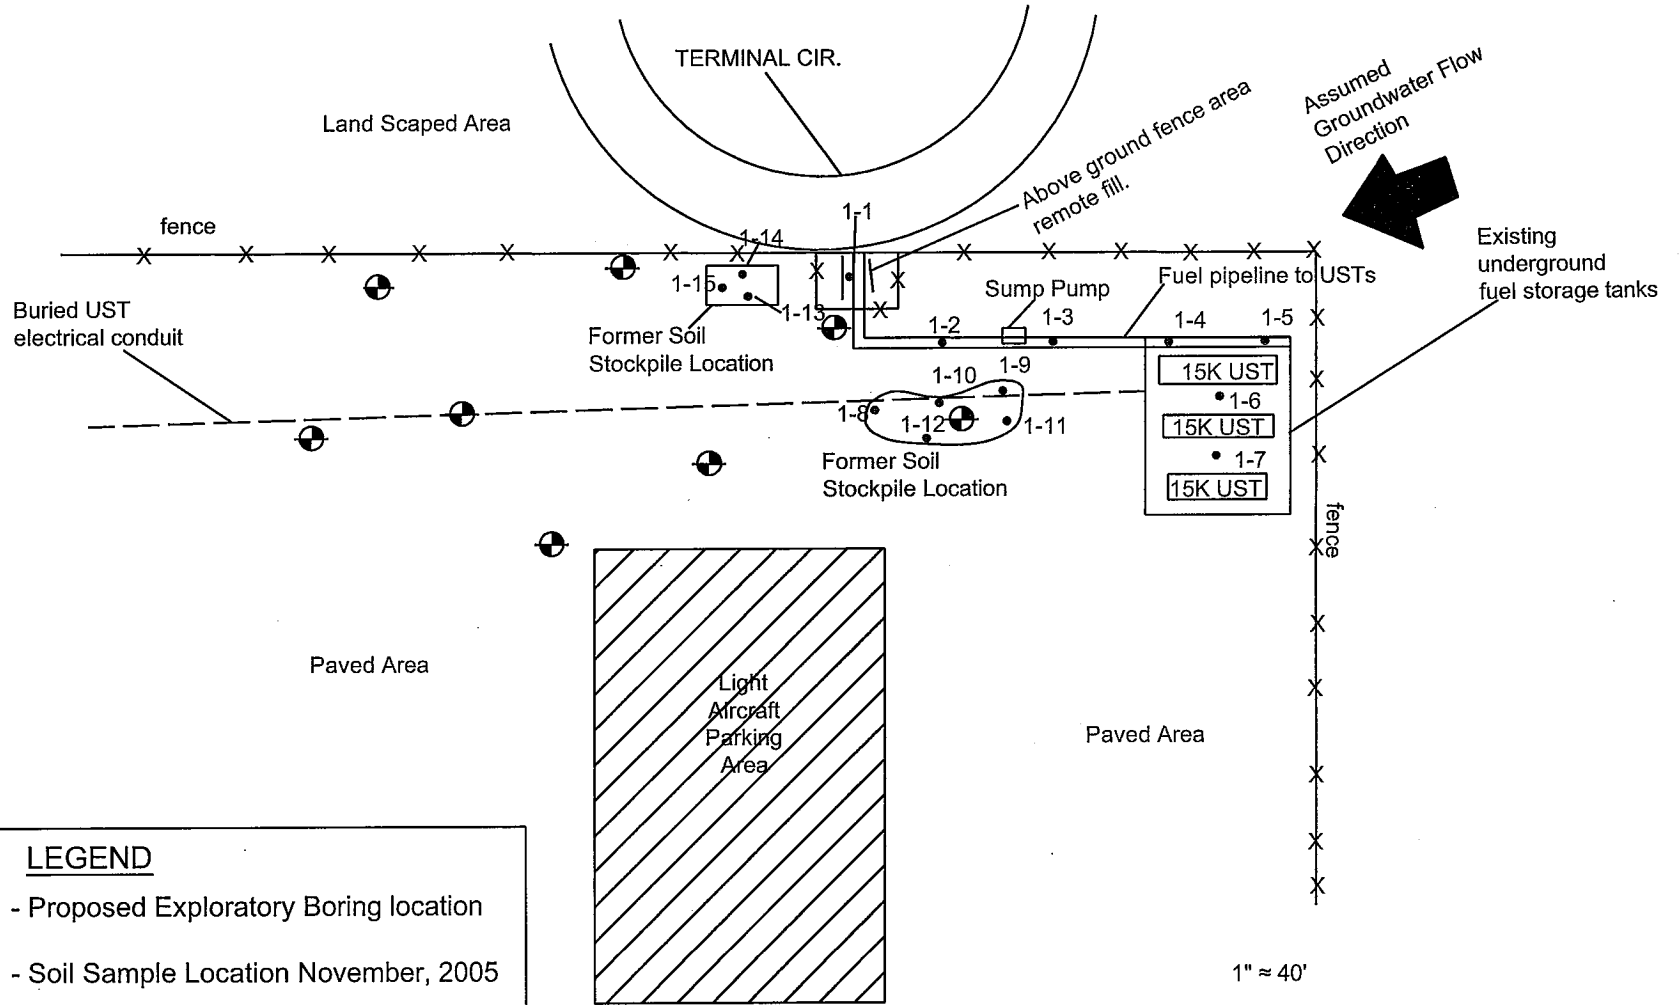 TERMINAL CIR.
Land Scaped Area
Assumed
Groundwater Flow
Direction
Above ground fence area
remote fill.
fence
1-1
1-14
1-15
1-13
Existing
underground
fuel storage tanks
Fuel pipeline to USTs
Sump Pump
Buried UST
electrical conduit
Former Soil
Stockpile Location
1-2
1-3
1-4
1-5
15K UST
1-6
15K UST
1-7
15K UST
1-9
1-10
1-8
1-12
1-11
Former Soil
Stockpile Location
fence
Paved Area
Light
Aircraft
Parking
Area
Paved Area
LEGEND
- Proposed Exploratory Boring location
- Soil Sample Location November, 2005
1" ≈ 40'